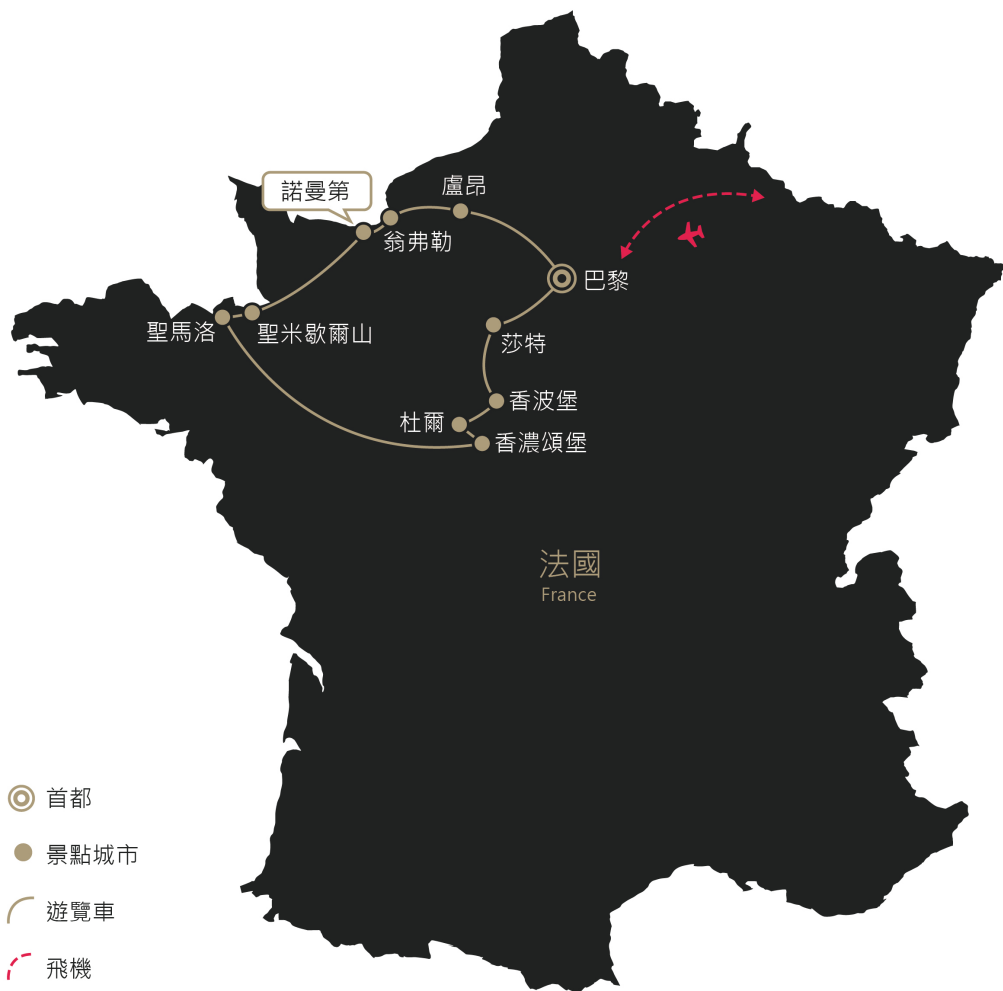 盧昂
諾曼第
翁弗勒
巴黎
聖馬洛
聖米歇爾山
莎特
香波堡
杜爾
香濃頌堡
法國
France
首都
景點城市
遊覽車
飛機